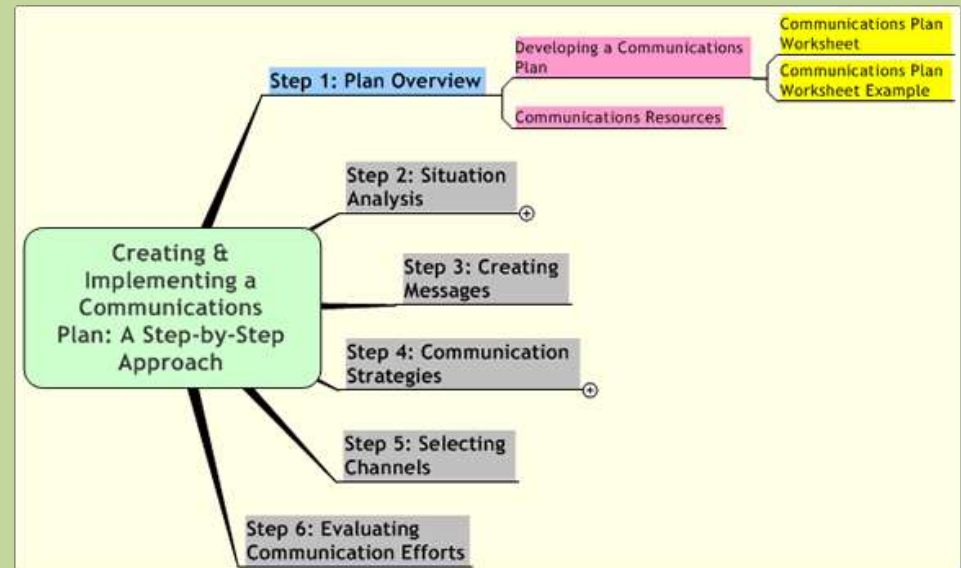 Communications Plan
Worksheet
Developing a Communications
Plan
Communications Plan
Worksheet Example
Step 1: Plan Overview
Communications Resources
Step 2: Situation
Analysis
Creating &
Implementing a
Communications
Plan: A Step-by-Step
Approach
Step 3: Creating
Messages
Step 4: Communication
Strategies
Step 5: Selecting
Channels
Step 6: Evaluating
Communication Efforts